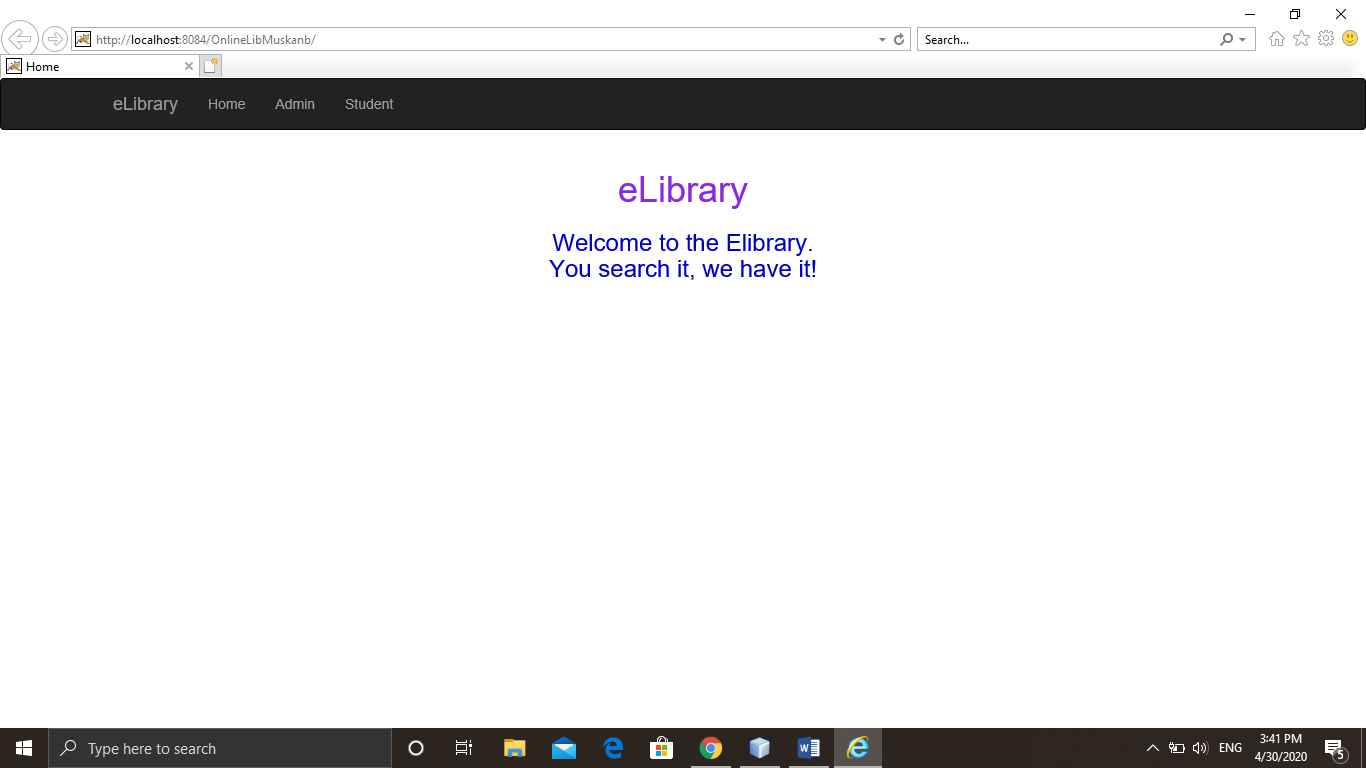 http://localhost:8084/OnlineLibMuskanb/
Search...
Home
eLibrary Home Admin Student
eLibrary
Welcome to the Elibrary.
You search it, we have it!
Type here to search
ENG
3:41 PM
4/30/2020
5